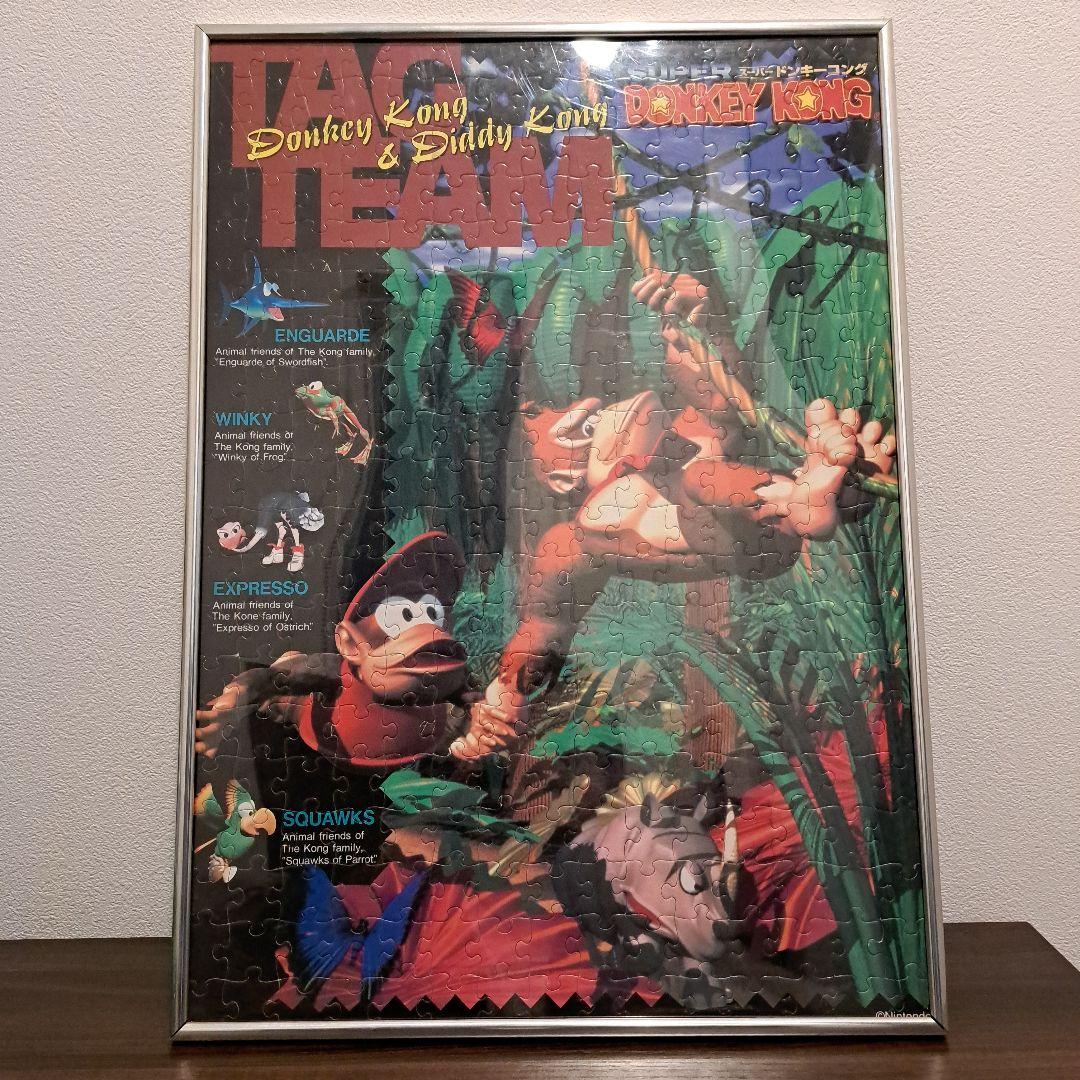 TAG
TEAM
Donkey Kong
& Diddy Kong
SUPER スーパードンキーコング
DONKEY KONG
ENGUARDE
Animal friends of The Kong family,
"Enguarde of Swordfish".
WINKY
Animal friends of
The Kong family,
"Winky of Frog."
EXPRESSO
Animal friends of
The Kone family,
"Expresso of Ostrich."
SQUAWKS
Animal friends of
The Kong family,
"Squawks of Parrot."
©Nintendo